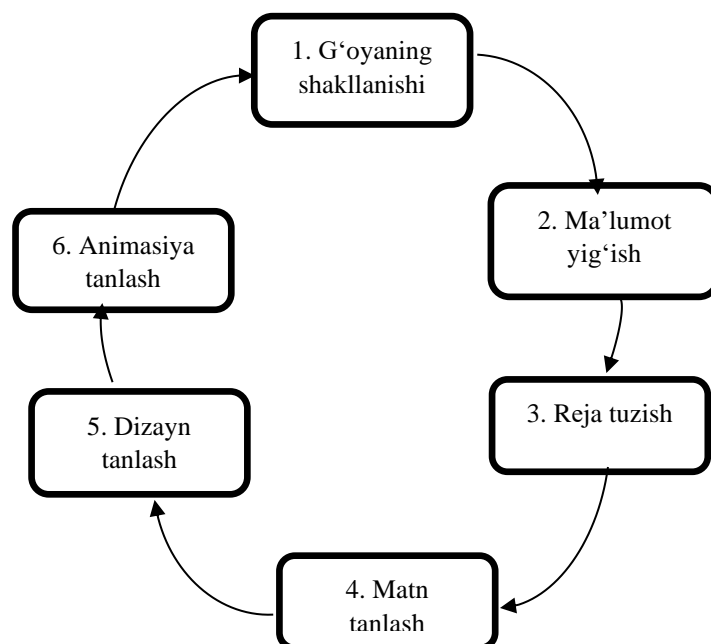 1. G‘oyaning
shakllanishi
2. Ma’lumot
yig‘ish
3. Reja tuzish
4. Matn
tanlash
5. Dizayn
tanlash
6. Animasiya
tanlash